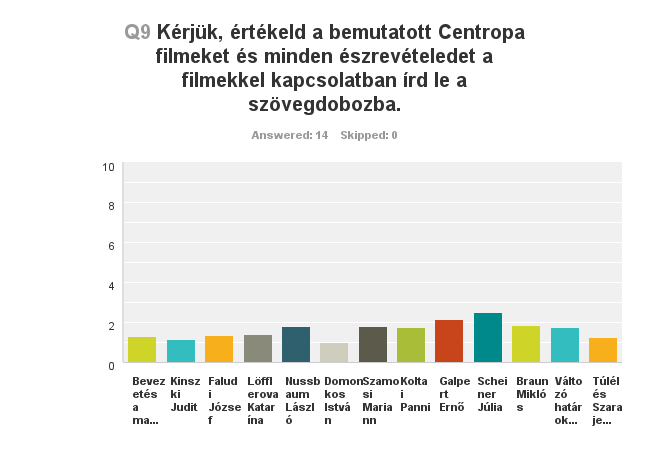 Q9 Kérjük, értékeld a bemutatott Centropa
filmeket és minden észrevételedet a
filmekkel kapcsolatban írd le a
szövegdobozba.
Answered: 14 Skipped: 0
10
8
6
4
2
0
Bevez
etés
a
ma...
Kinsz
ki
Judit
Falud
i
Józse
f
Löffl
erova
Katar
ína
Nussb
aum
Lászl
ó
Domon
kos
Istvá
n
Szamo
si
Maria
nn
Kolta
i
Panni
Galpe
rt
Ernő
Schei
ner
Júlia
Braun
Mikló
s
Válto
zó
határ
ok...
Túlél
és
Szara
je...